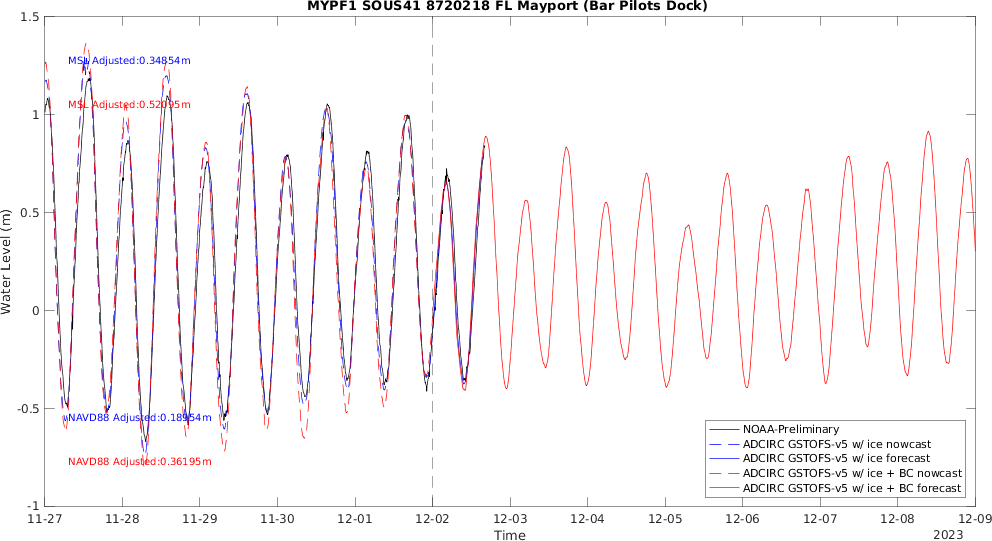 MYPF1 SOUS41 8720218 FL Mayport (Bar Pilots Dock)
1.5
1
0.5
0
-0.5
-1
Water Level (m)
MSL Adjusted:0.34854m
MSL Adjusted:0.52095m
NAVD88 Adjusted:0.18954m
NAVD88 Adjusted:0.36195m
NOAA-Preliminary
ADCIRC GSTOFS-v5 w/ ice nowcast
ADCIRC GSTOFS-v5 w/ ice forecast
ADCIRC GSTOFS-v5 w/ ice + BC nowcast
ADCIRC GSTOFS-v5 w/ ice + BC forecast
11-27 11-28 11-29 11-30 12-01 12-02 12-03 12-04 12-05 12-06 12-07 12-08 12-09
Time
2023